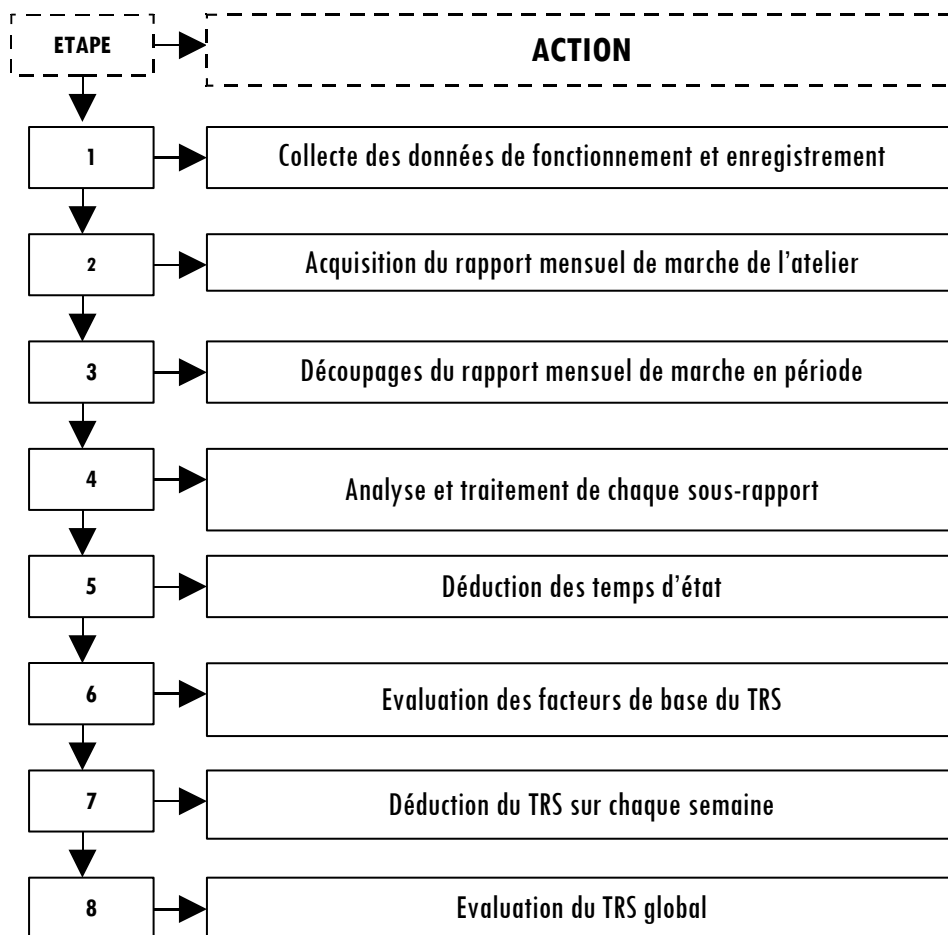 ETAPE
ACTION
1
Collecte des données de fonctionnement et enregistrement
2
Acquisition du rapport mensuel de marche de l'atelier
3
Découpages du rapport mensuel de marche en période
4
Analyse et traitement de chaque sous-rapport
5
Déduction des temps d'état
6
Evaluation des facteurs de base du TRS
7
Déduction du TRS sur chaque semaine
8
Evaluation du TRS global